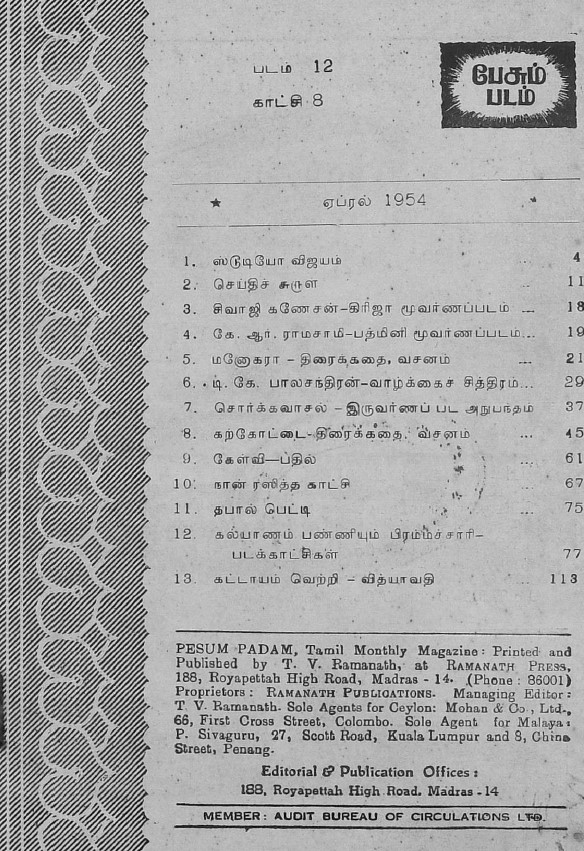 படம் 12
காட்சி 8
பேசும்
படம்
★ ஏப்ரல் 1954
1. ஸ்டுடியோ விஜயம் 4
2. செய்திச் சுருள் ... 11
3. சிவாஜி கணேசன்-கிரிஜா மூவர்ணப்படம் ... 18
4. கே. ஆர். ராமசாமி-பத்மினி மூவர்ணப்படம்... 19
5. மனோகரா - திரைக்கதை, வசனம் ... 21
6. டி. கே. பாலசந்திரன்-வாழ்க்கைச் சித்திரம்... 29
7. சொர்க்கவாசல் - இருவர்ணப் பட அநுபந்தம் 37
8. கற்கோட்டை-திரைக்கதை, வசனம் ... 45
9. கேள்வி—பதில் ... 61
10. நான் ரஸித்த காட்சி ... 67
11. தபால் பெட்டி ... 75
12. கல்யாணம் பண்ணியும் பிரம்மச்சாரி-
படக்காட்சிகள் 77
13. கட்டாயம் வெற்றி - வித்யாவதி ... 113
PESUM PADAM, Tamil Monthly Magazine: Printed and
Published by T. V. Ramanath, at RAMANATH PRESS,
188, Royapettah High Road, Madras - 14. (Phone : 86001)
Proprietors : RAMANATH PUBLICATIONS. Managing Editor:
T. V. Ramanath. Sole Agents for Ceylon: Mohan & Co., Ltd.,
66, First Cross Street, Colombo. Sole Agent for Malaya:
P. Sivaguru, 27, Scott Road, Kuala Lumpur and 8, China
Street, Penang.
Editorial & Publication Offices :
188, Royapettah High Road, Madras - 14
MEMBER: AUDIT BUREAU OF CIRCULATIONS LTD.